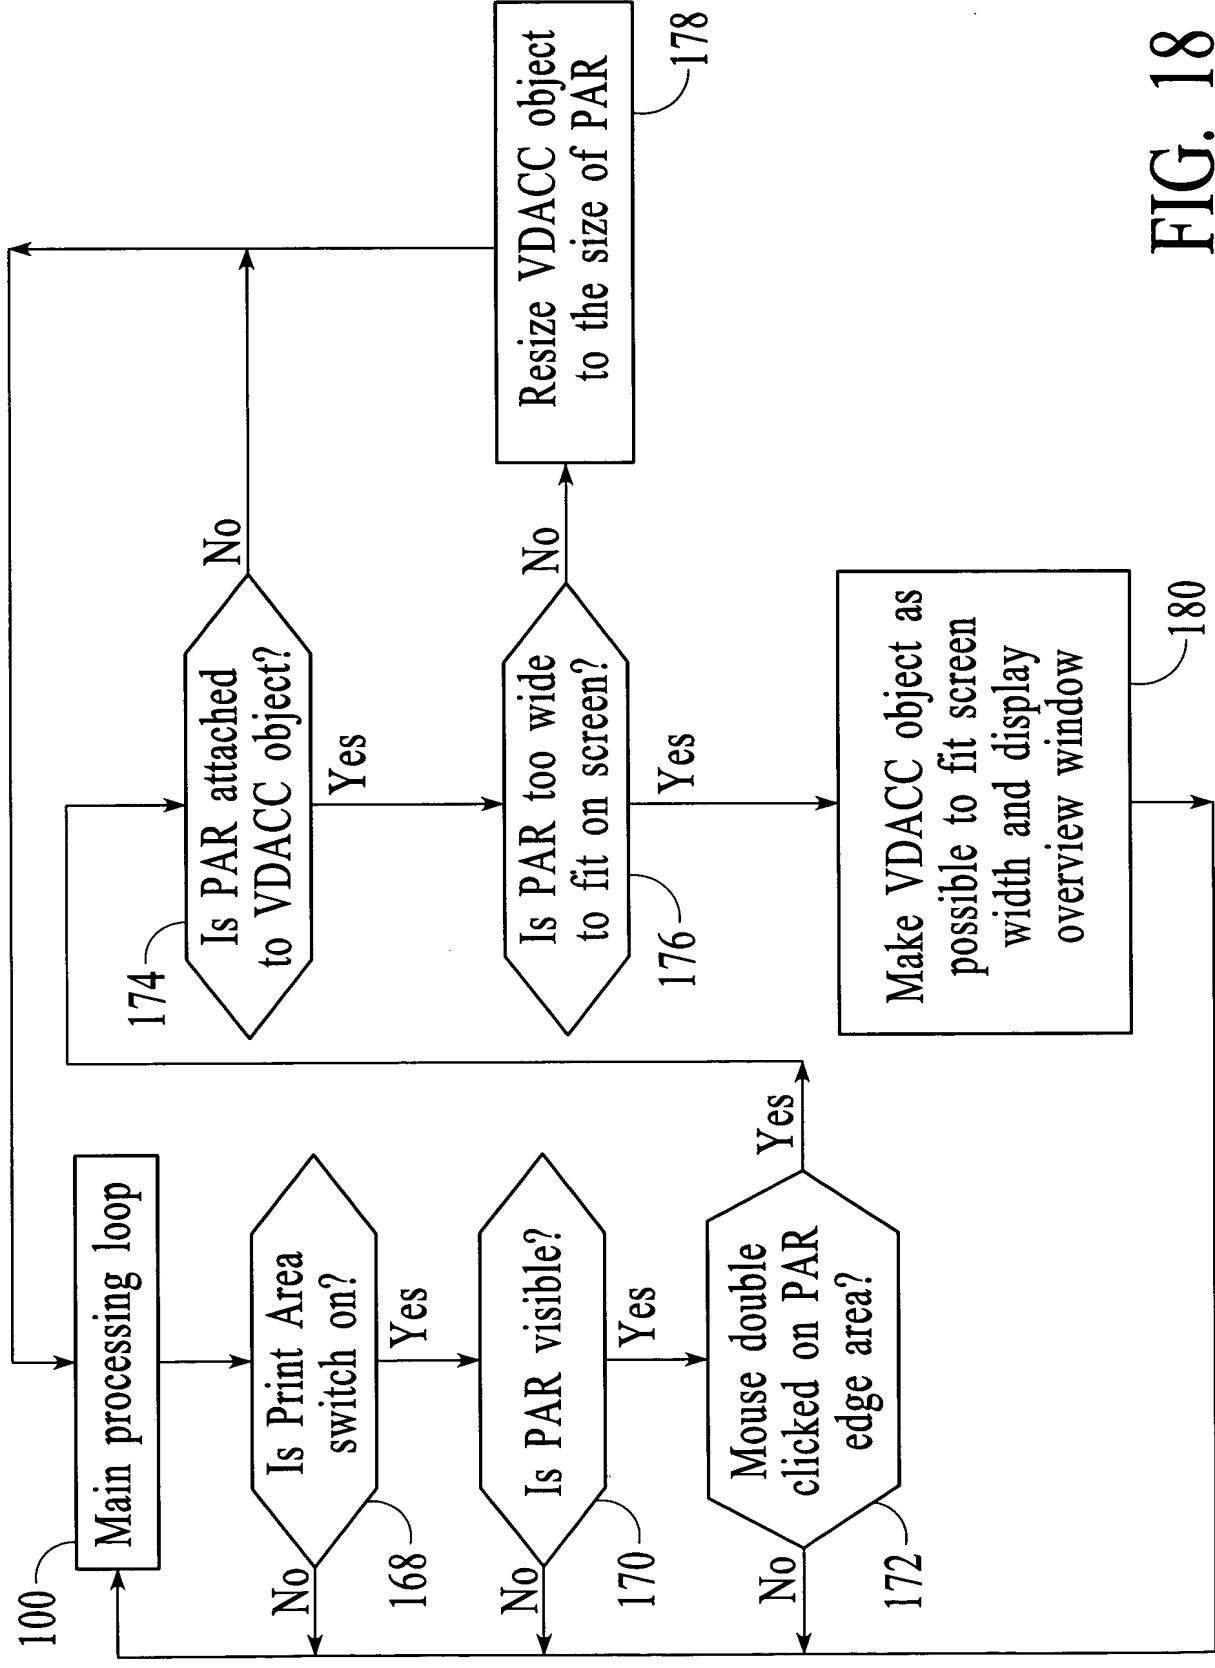 100
Main processing loop
Is Print Area
switch on?
168
No
Yes
Is PAR visible?
170
No
Yes
Mouse double
clicked on PAR
edge area?
172
No
Yes
174
Is PAR attached
to VDACC object?
No
Yes
Is PAR too wide
to fit on screen?
176
No
Yes
Resize VDACC object
to the size of PAR
178
Make VDACC object as
possible to fit screen
width and display
overview window
180
FIG. 18